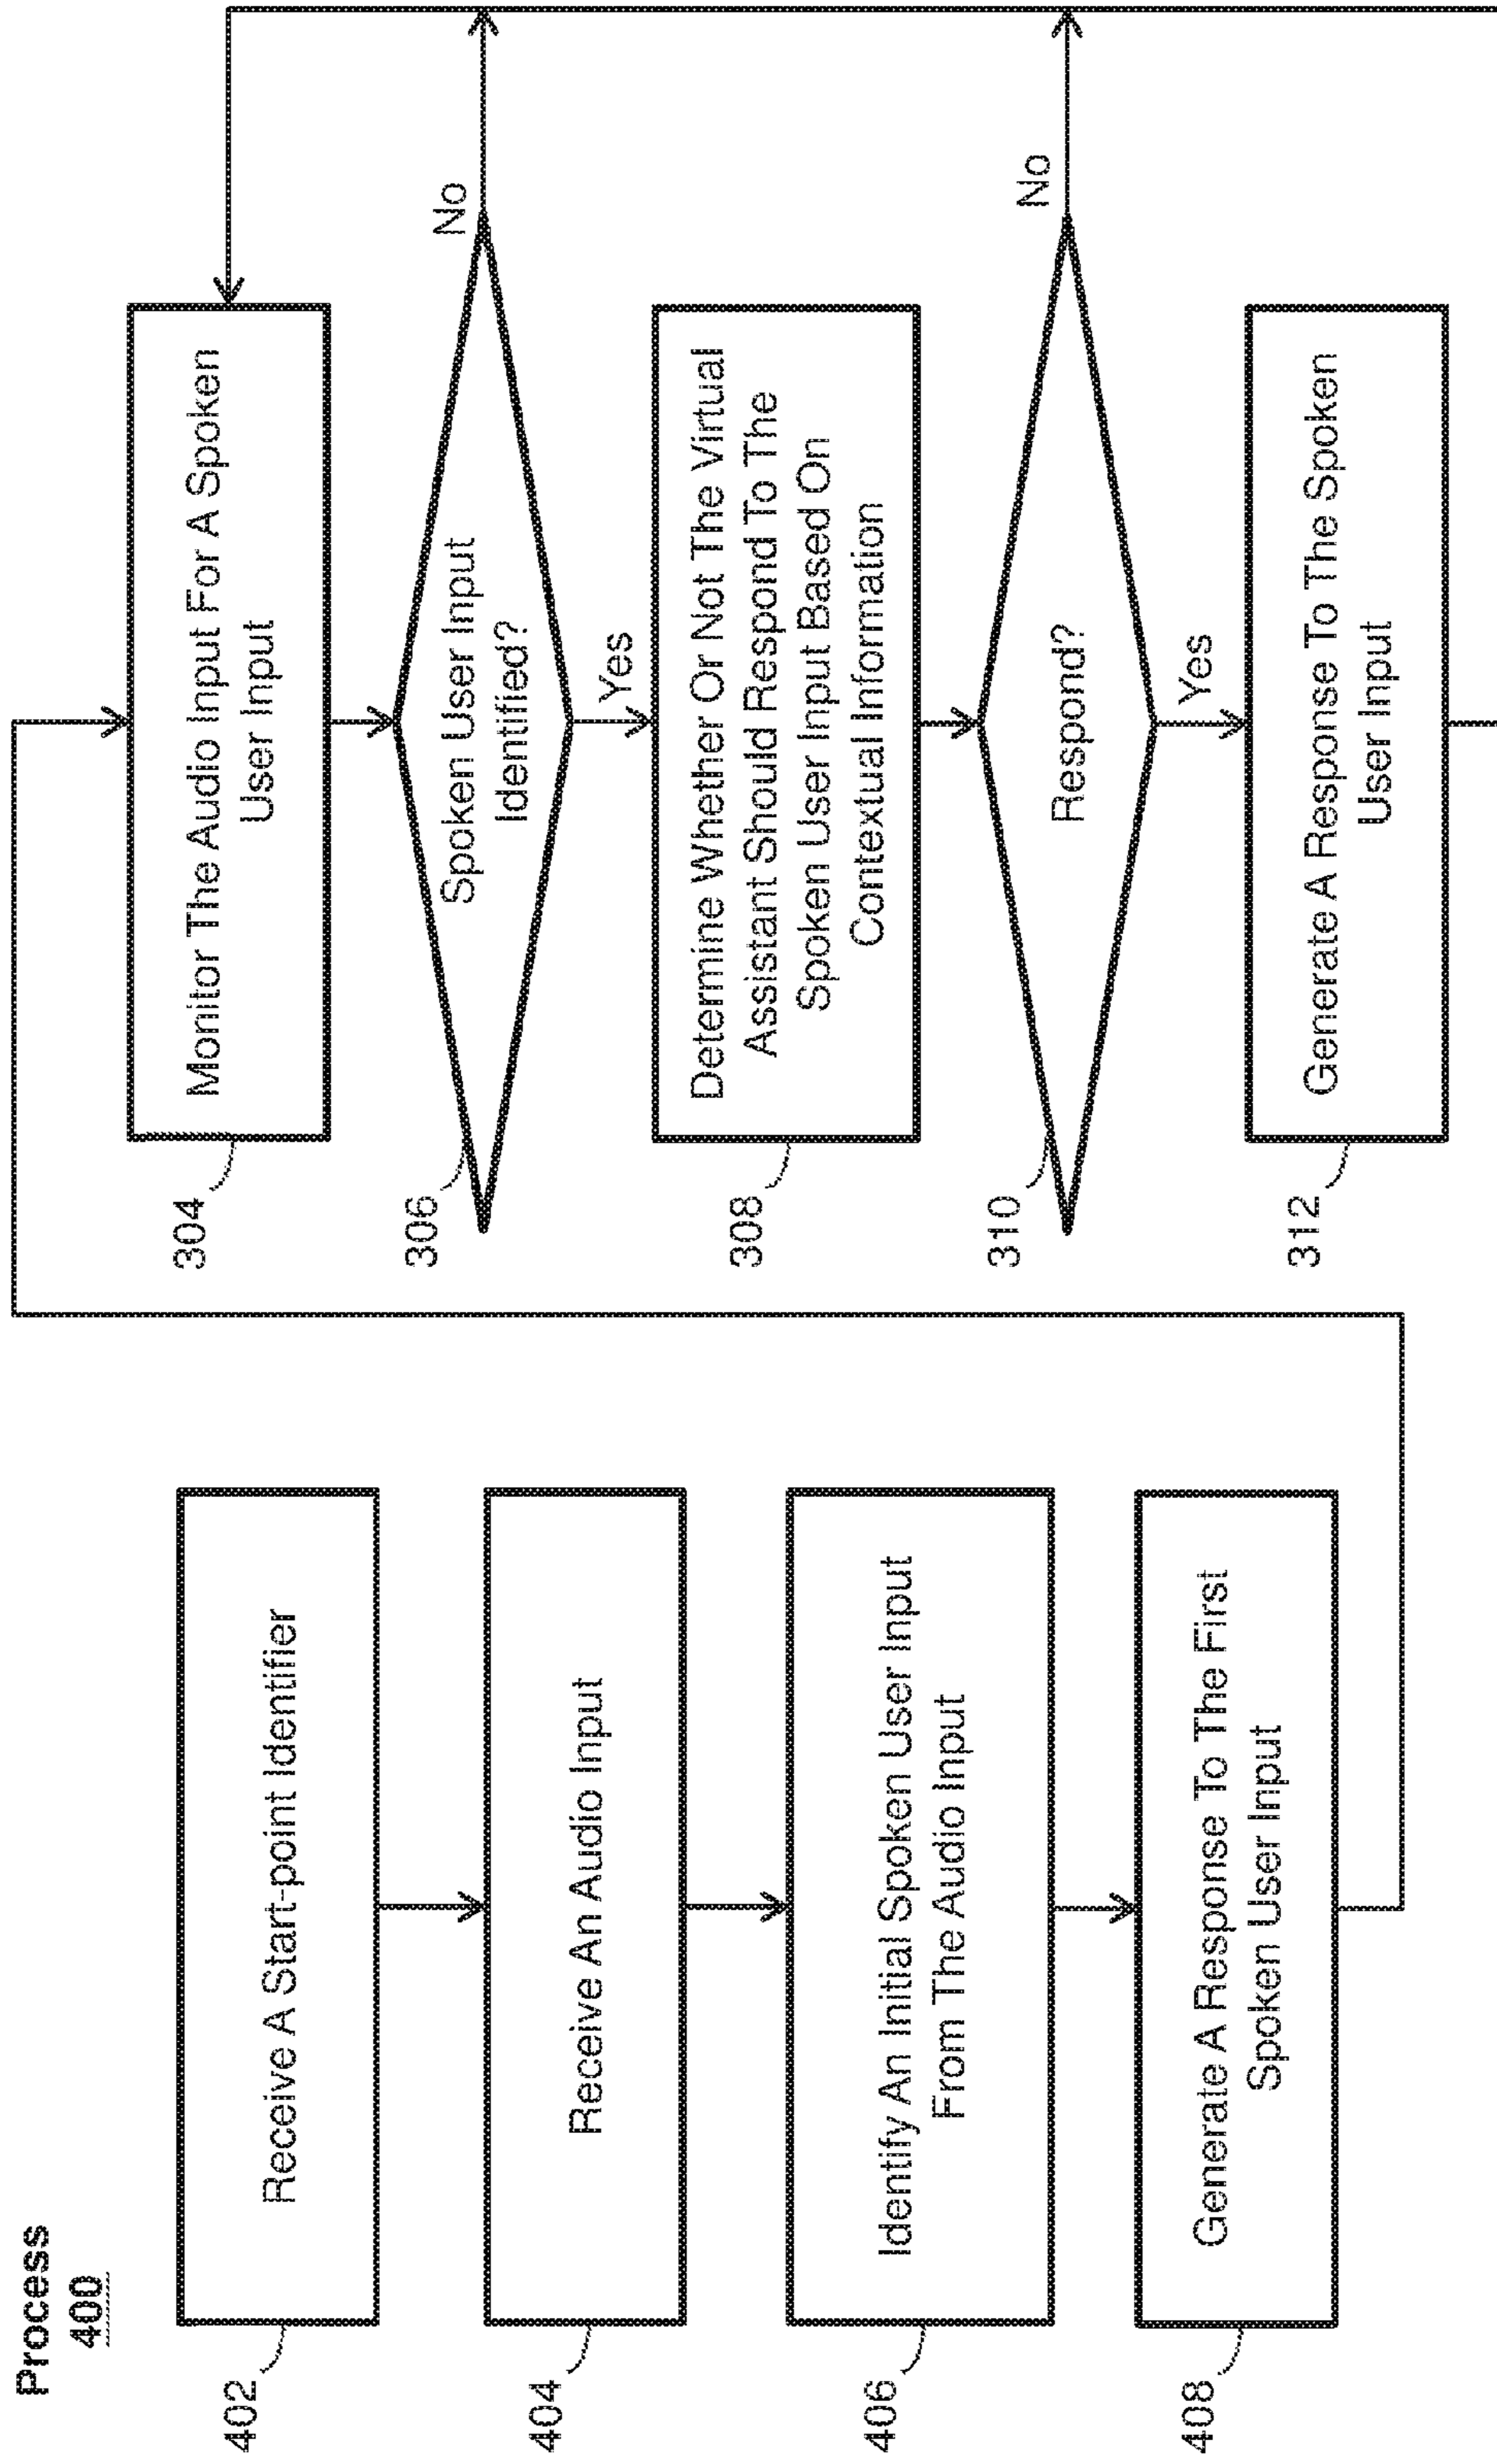 Process
400
402
Receive A Start-point Identifier
404
Receive An Audio Input
406
Identify An Initial Spoken User Input
From The Audio Input
408
Generate A Response To The First
Spoken User Input
304
Monitor The Audio Input For A Spoken
User Input
306
Spoken User Input
Identified?
No
Yes
308
Determine Whether Or Not The Virtual
Assistant Should Respond To The
Spoken User Input Based On
Contextual Information
310
Respond?
No
Yes
312
Generate A Response To The Spoken
User Input